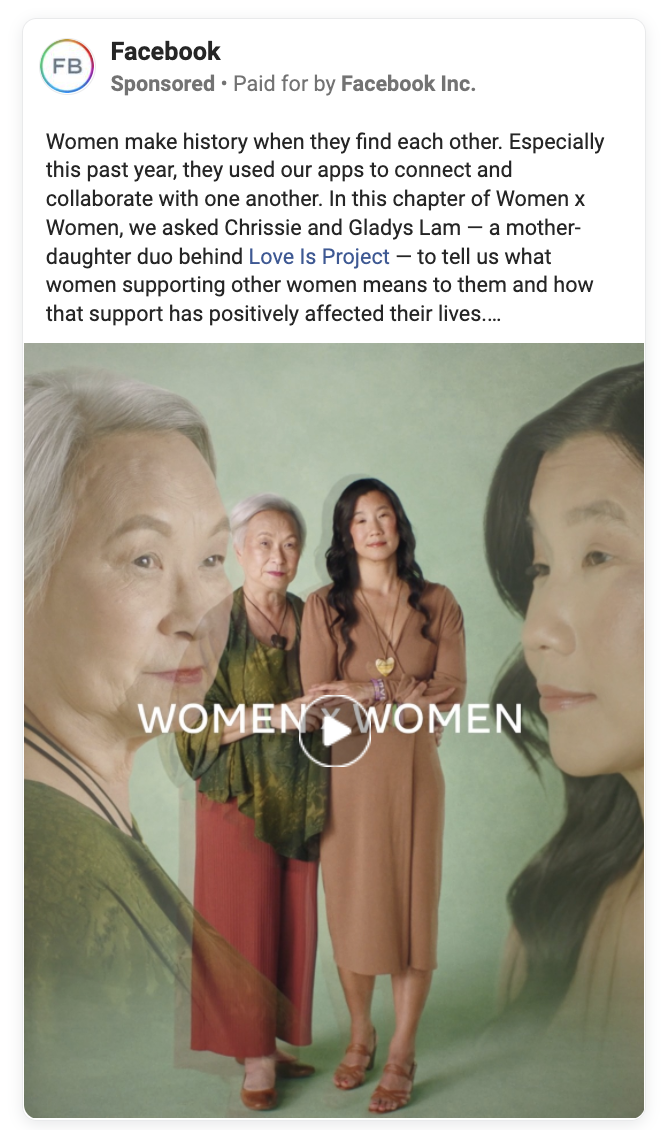 FB
Facebook
Sponsored • Paid for by Facebook Inc.
Women make history when they find each other. Especially
this past year, they used our apps to connect and
collaborate with one another. In this chapter of Women x
Women, we asked Chrissie and Gladys Lam — a mother-
daughter duo behind Love Is Project — to tell us what
women supporting other women means to them and how
that support has positively affected their lives....
WOMEN X WOMEN